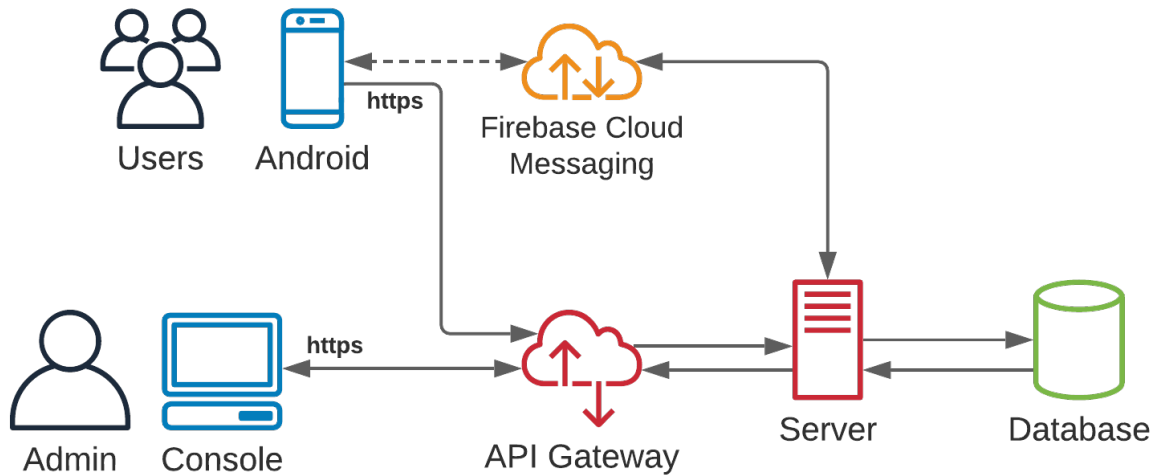 https
Firebase Cloud
Messaging
Users
Android
https
Admin
Console
API Gateway
Server
Database